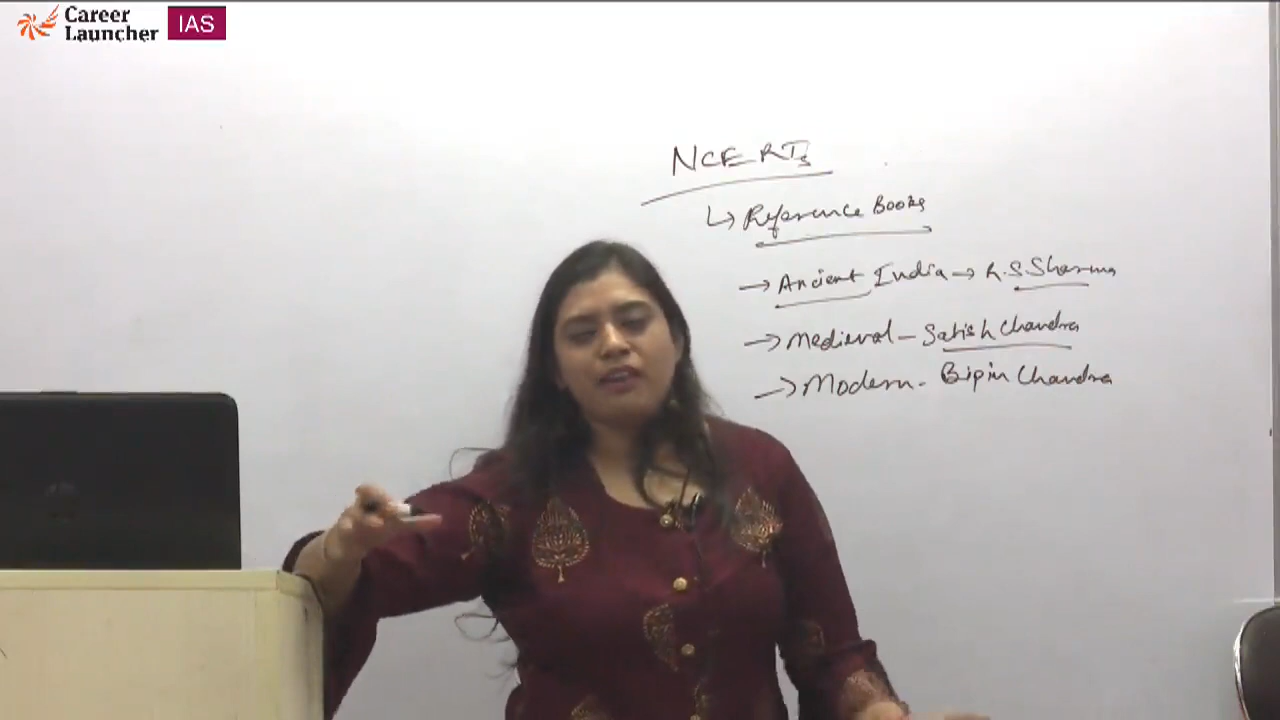 Career
Launcher
IAS
NCERTs
↳ Reference Books
→ Ancient India → R.S.Sharma
→ Medieval – Satish Chandra
→ Modern - Bipin Chandra